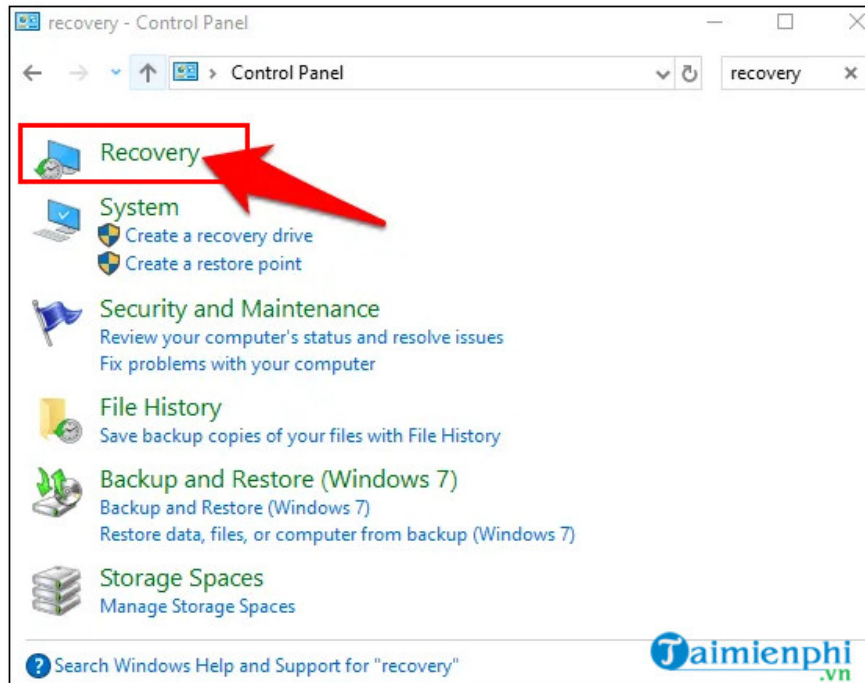 recovery - Control Panel
Control Panel
recovery
Recovery
System
Create a recovery drive
Create a restore point
Security and Maintenance
Review your computer's status and resolve issues
Fix problems with your computer
File History
Save backup copies of your files with File History
Backup and Restore (Windows 7)
Backup and Restore (Windows 7)
Restore data, files, or computer from backup (Windows 7)
Storage Spaces
Manage Storage Spaces
Search Windows Help and Support for "recovery"
Taimienphi
.vn